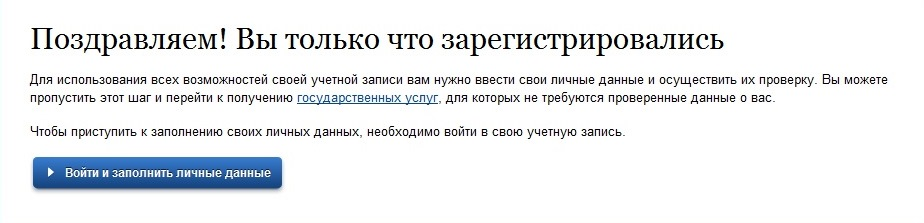 Поздравляем! Вы только что зарегистрировались
Для использования всех возможностей своей учетной записи вам нужно ввести свои личные данные и осуществить их проверку. Вы можете
пропустить этот шаг и перейти к получению государственных услуг, для которых не требуются проверенные данные о вас.
Чтобы приступить к заполнению своих личных данных, необходимо войти в свою учетную запись.
Войти и заполнить личные данные